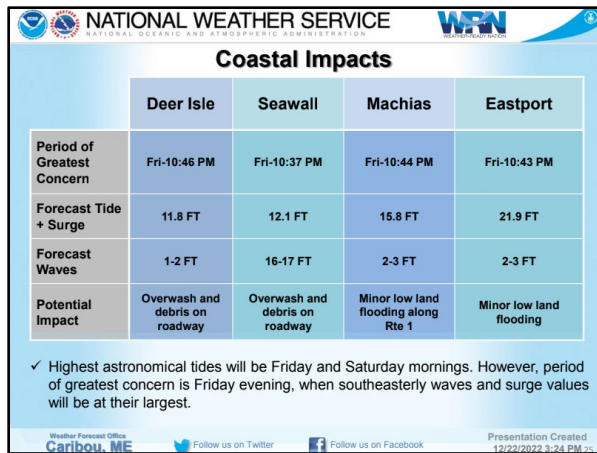 NATIONAL WEATHER SERVICE
NATIONAL OCEANIC AND ATMOSPHERIC ADMINISTRATION
WRN
WEATHER-READY NATION
Coastal Impacts
Deer Isle Seawall Machias Eastport
Period of
Greatest
Concern
Fri-10:46 PM Fri-10:37 PM Fri-10:44 PM Fri-10:43 PM
Forecast Tide
+ Surge
11.8 FT 12.1 FT 15.8 FT 21.9 FT
Forecast
Waves
1-2 FT 16-17 FT 2-3 FT 2-3 FT
Potential
Impact
Overwash and
debris on
roadway
Overwash and
debris on
roadway
Minor low land
flooding along
Rte 1
Minor low land
flooding
✓ Highest astronomical tides will be Friday and Saturday mornings. However, period
of greatest concern is Friday evening, when southeasterly waves and surge values
will be at their largest.
Weather Forecast Office
Caribou, ME
Follow us on Twitter
Follow us on Facebook
Presentation Created
12/22/2022 3:24 PM 25